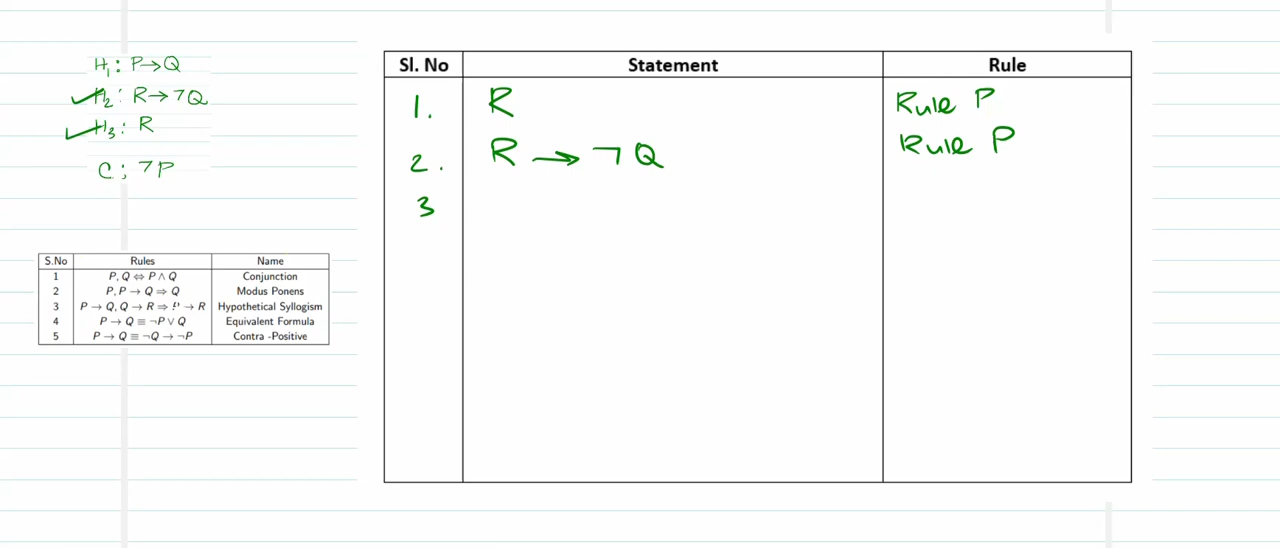 H₁: P→Q
H₂: R→¬Q
H₃: R
C: ¬P
S.No Rules Name
1 P, Q ⇔ P ∧ Q Conjunction
2 P, P → Q ⇒ Q Modus Ponens
3 P → Q, Q → R ⇒ P → R Hypothetical Syllogism
4 P → Q ≡ ¬P ∨ Q Equivalent Formula
5 P → Q ≡ ¬Q → ¬P Contra -Positive
Sl. No Statement Rule
1. R Rule P
2. R → ¬Q Rule P
3